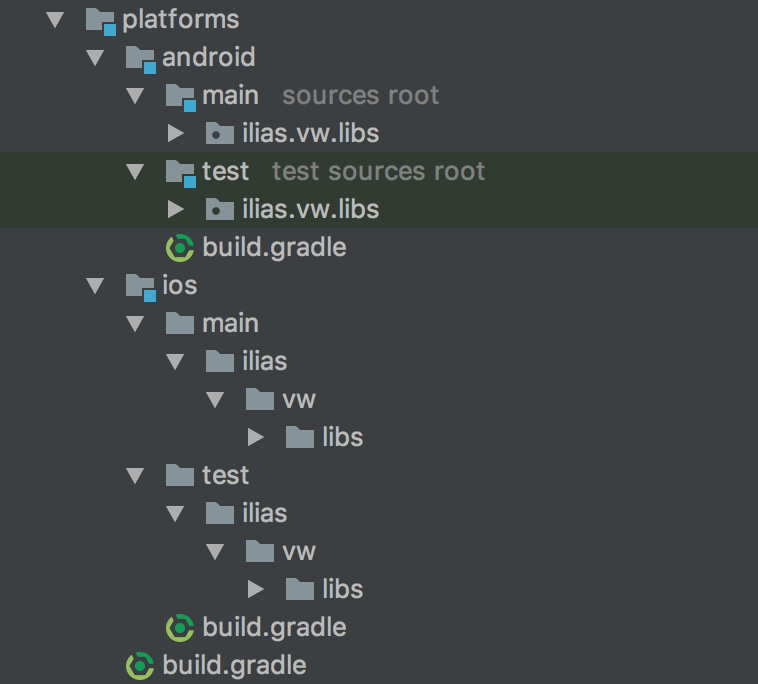 platforms
android
main sources root
ilias.vw.libs
test test sources root
ilias.vw.libs
build.gradle
ios
main
ilias
vw
libs
test
ilias
vw
libs
build.gradle
build.gradle